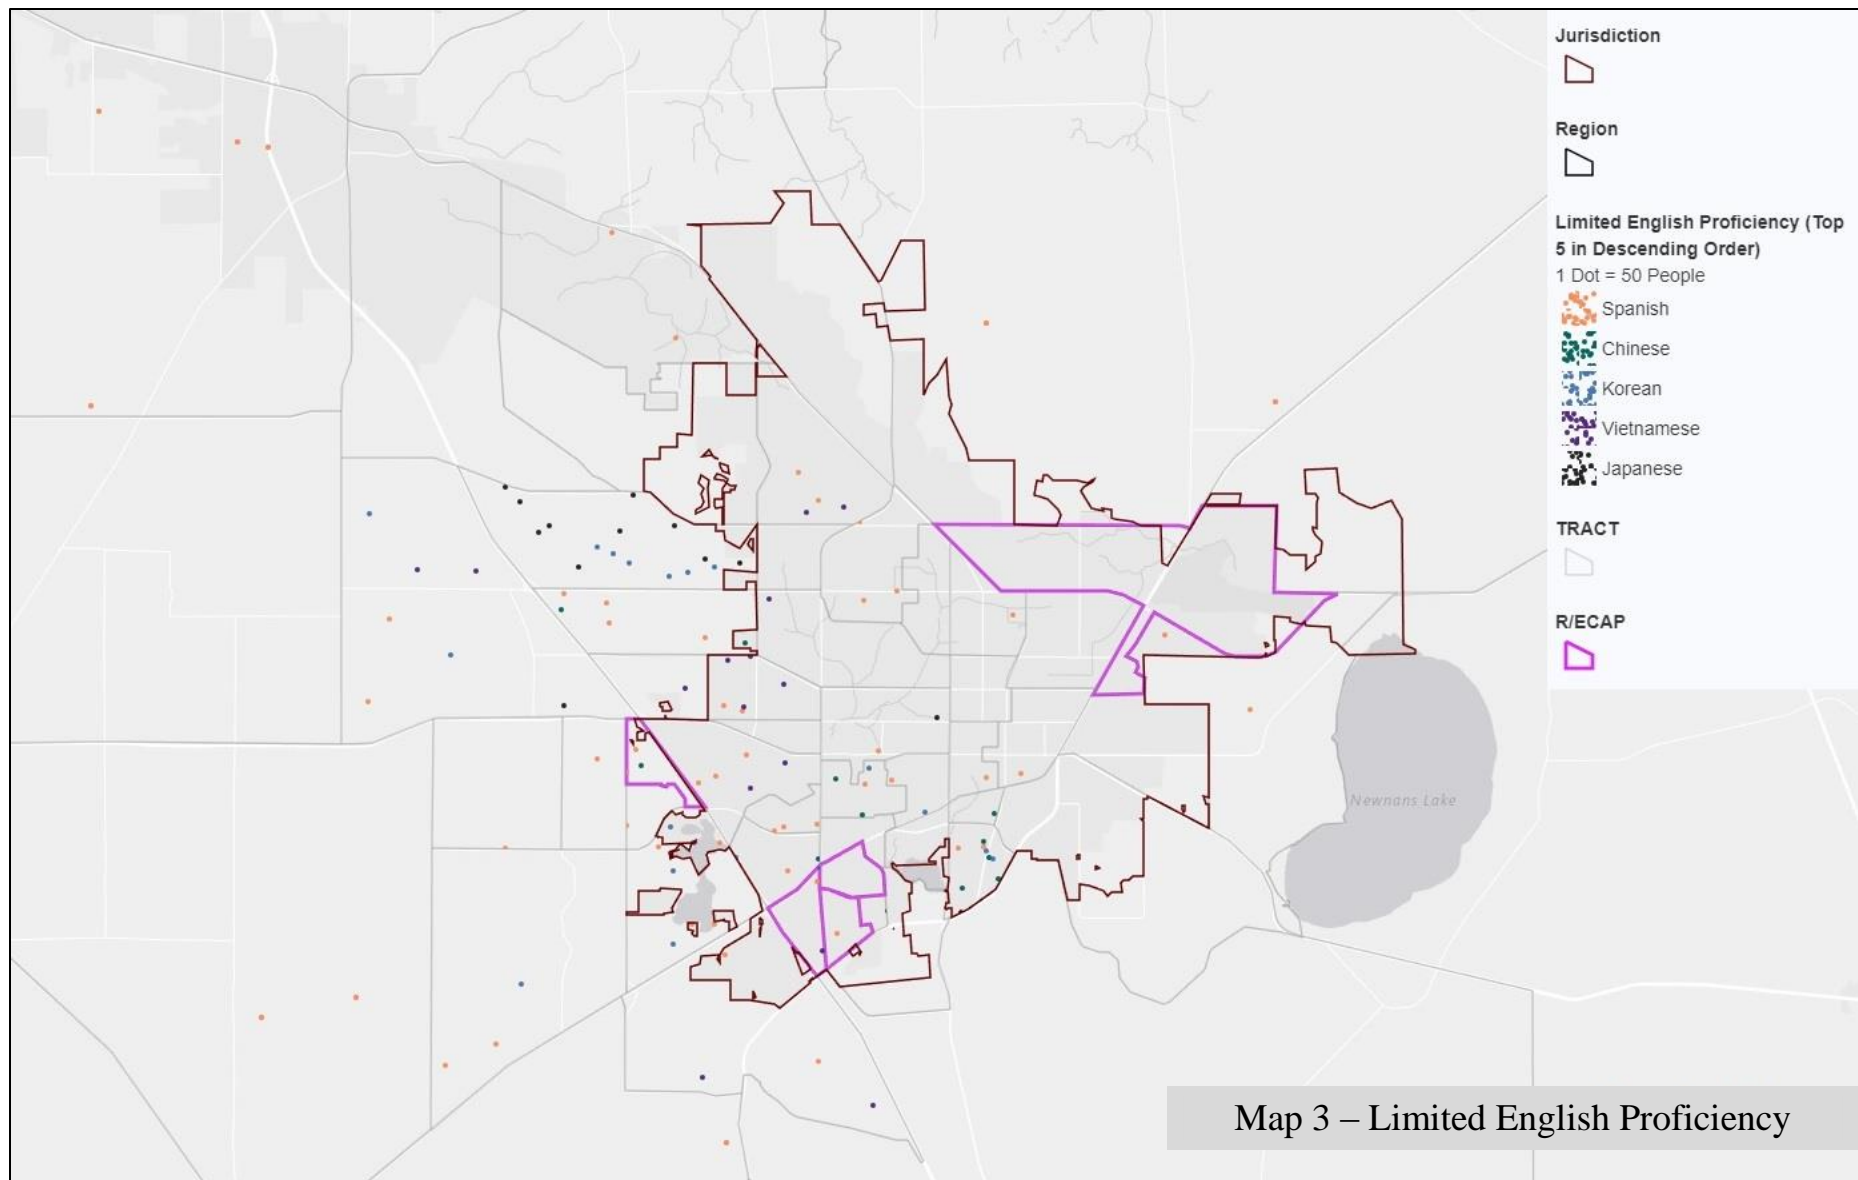 Jurisdiction
Region
Limited English Proficiency (Top
5 in Descending Order)
1 Dot = 50 People
Spanish
Chinese
Korean
Vietnamese
Japanese
TRACT
R/ECAP
Newnans Lake
Map 3 – Limited English Proficiency